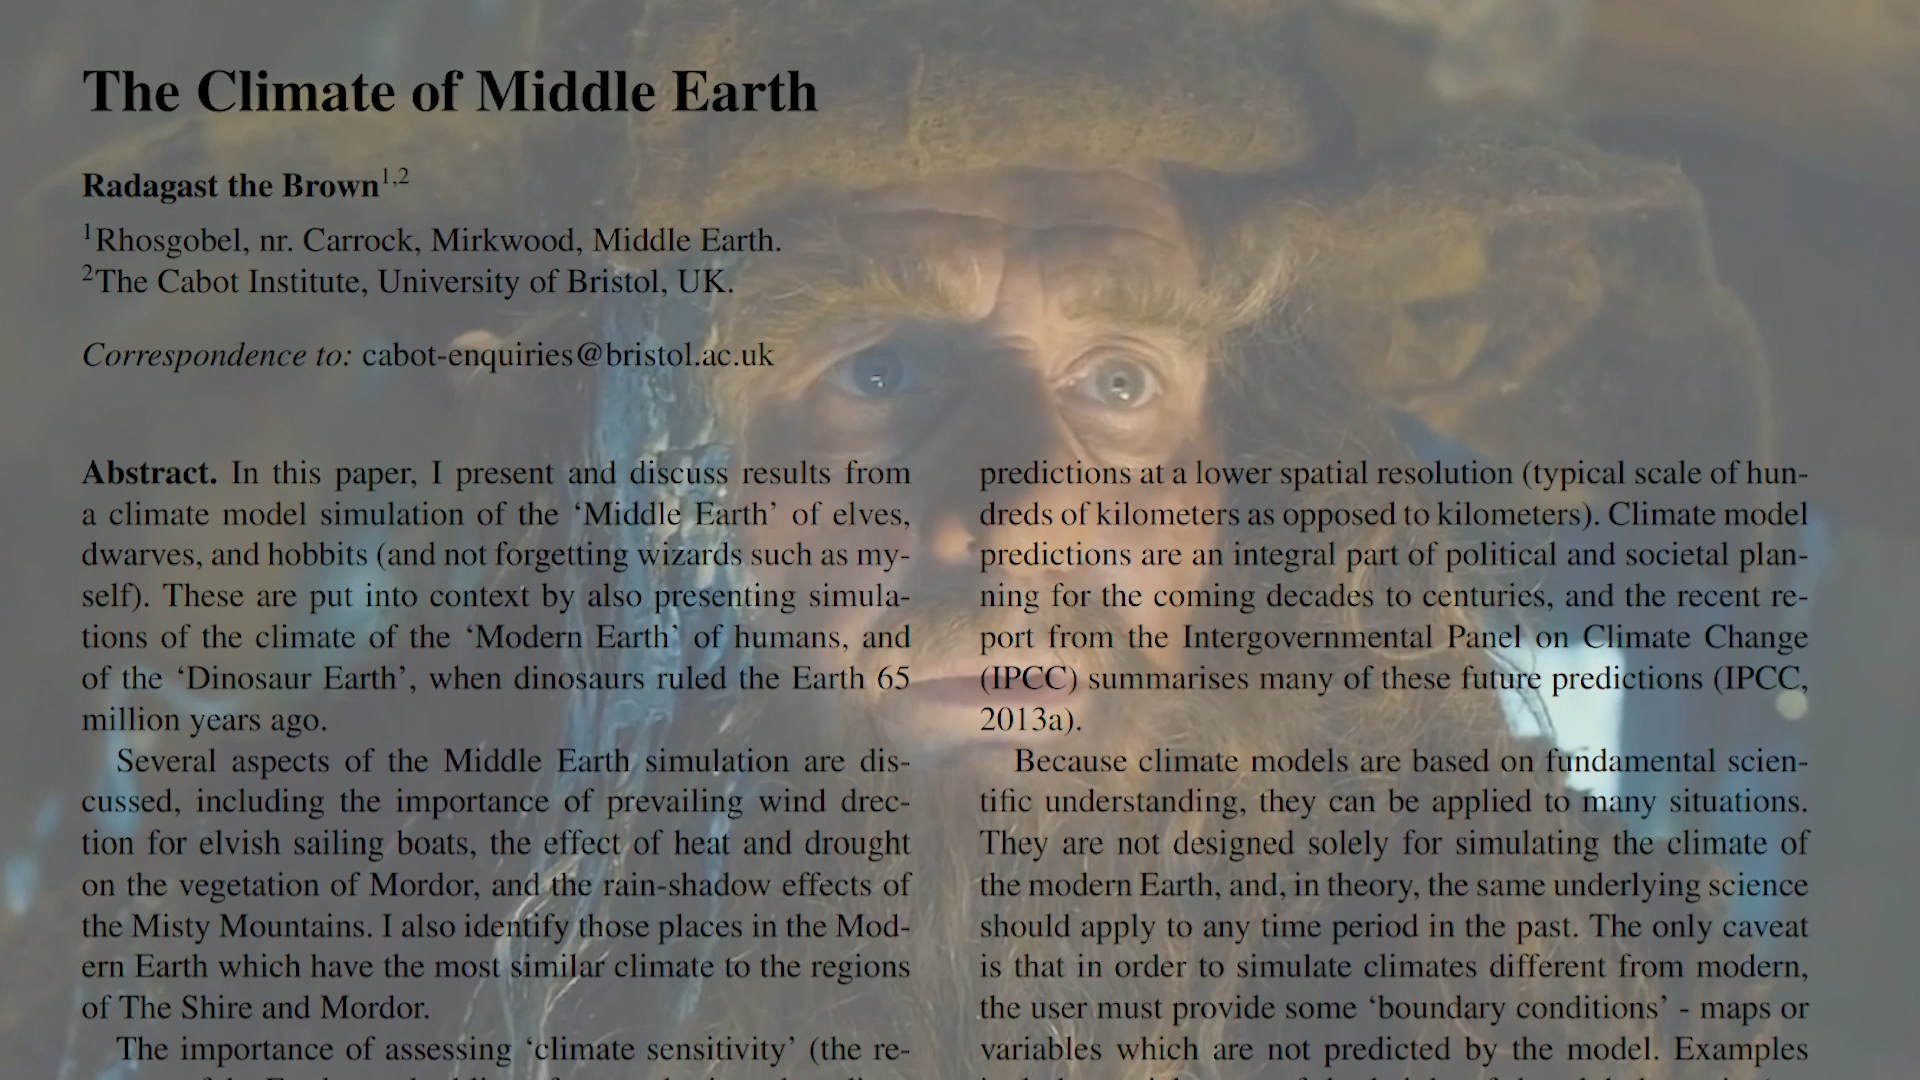 The Climate of Middle Earth
Radagast the Brown1,2
1Rhosgobel, nr. Carrock, Mirkwood, Middle Earth.
2The Cabot Institute, University of Bristol, UK.
Correspondence to: cabot-enquiries@bristol.ac.uk
Abstract. In this paper, I present and discuss results from
a climate model simulation of the ‘Middle Earth’ of elves,
dwarves, and hobbits (and not forgetting wizards such as my-
self). These are put into context by also presenting simula-
tions of the climate of the ‘Modern Earth’ of humans, and
of the ‘Dinosaur Earth’, when dinosaurs ruled the Earth 65
million years ago.
Several aspects of the Middle Earth simulation are dis-
cussed, including the importance of prevailing wind drec-
tion for elvish sailing boats, the effect of heat and drought
on the vegetation of Mordor, and the rain-shadow effects of
the Misty Mountains. I also identify those places in the Mod-
ern Earth which have the most similar climate to the regions
of The Shire and Mordor.
The importance of assessing ‘climate sensitivity’ (the re-
predictions at a lower spatial resolution (typical scale of hun-
dreds of kilometers as opposed to kilometers). Climate model
predictions are an integral part of political and societal plan-
ning for the coming decades to centuries, and the recent re-
port from the Intergovernmental Panel on Climate Change
(IPCC) summarises many of these future predictions (IPCC,
2013a).
Because climate models are based on fundamental scien-
tific understanding, they can be applied to many situations.
They are not designed solely for simulating the climate of
the modern Earth, and, in theory, the same underlying science
should apply to any time period in the past. The only caveat
is that in order to simulate climates different from modern,
the user must provide some ‘boundary conditions’ - maps or
variables which are not predicted by the model. Examples